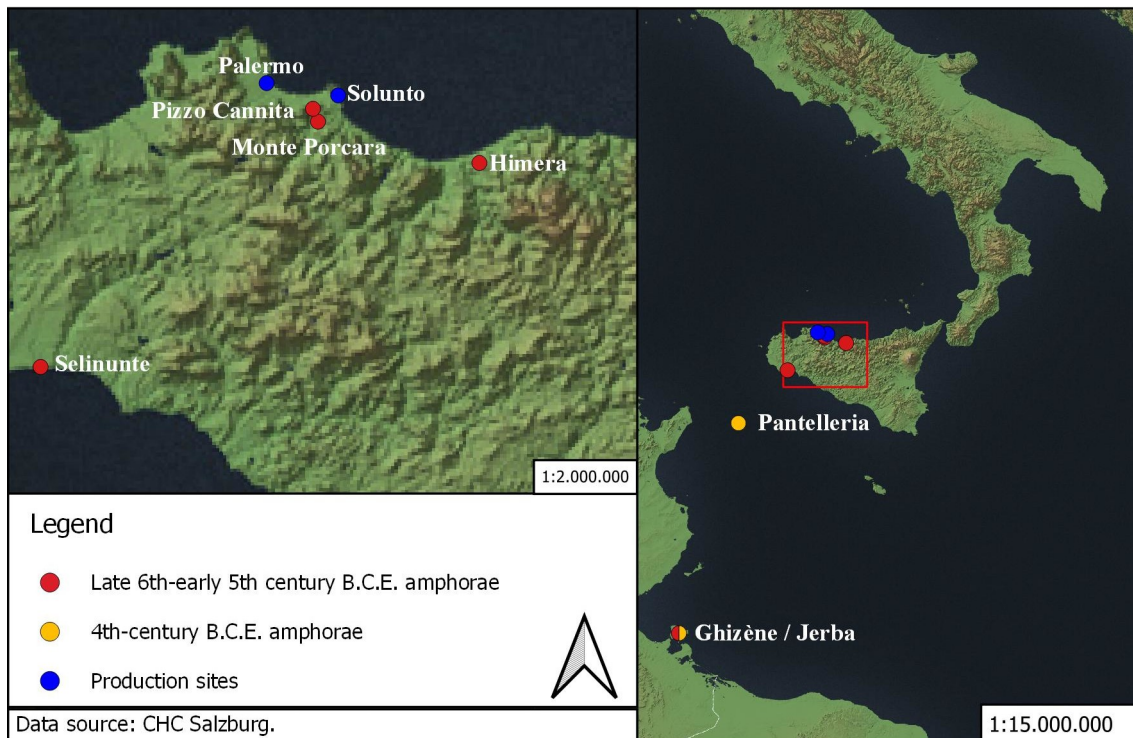 Palermo
Solunto
Pizzo Cannita
Monte Porcara
Himera
Selinunte
1:2.000.000
Legend
Late 6th-early 5th century B.C.E. amphorae
4th-century B.C.E. amphorae
Production sites
Data source: CHC Salzburg.
Pantelleria
Ghizène / Jerba
1:15.000.000